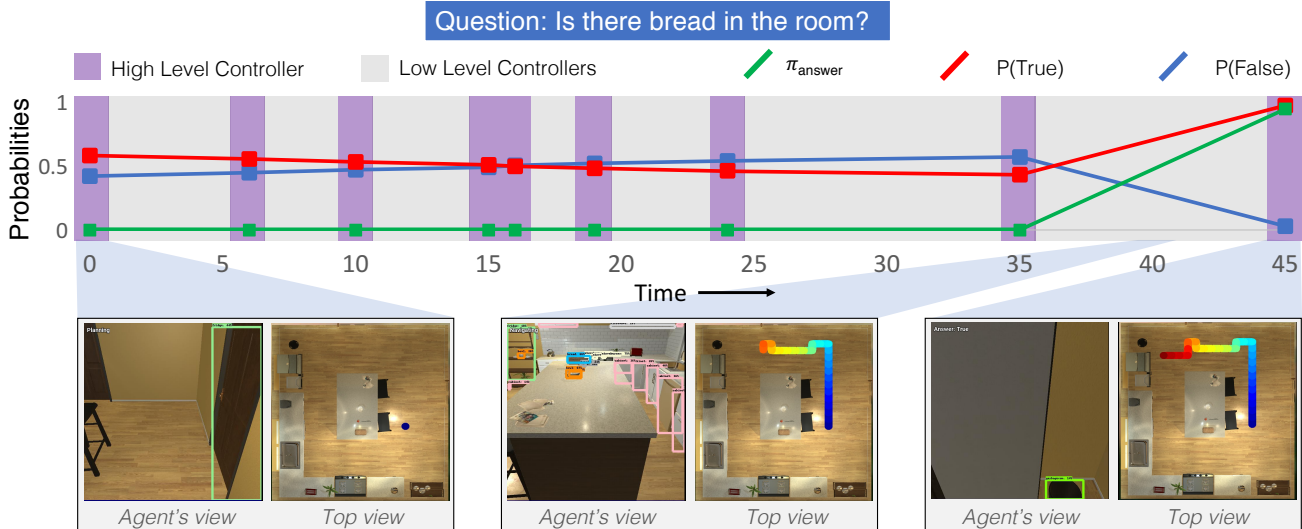 Question: Is there bread in the room?
High Level Controller
Low Level Controllers
πanswer
P(True)
P(False)
Probabilities
1
0.5
0
0 5 10 15 20 25 30 35 40 45
Time
Planning
Navigating
Answer: True
Agent's view
Top view
Agent's view
Top view
Agent's view
Top view